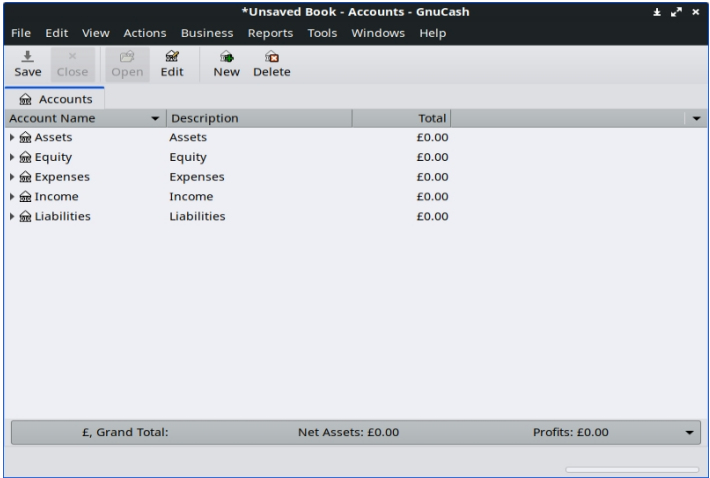 *Unsaved Book - Accounts - GnuCash
File Edit View Actions Business Reports Tools Windows Help
Save Close Open Edit New Delete
Accounts
Account Name Description Total
Assets Assets £0.00
Equity Equity £0.00
Expenses Expenses £0.00
Income Income £0.00
Liabilities Liabilities £0.00
£, Grand Total: Net Assets: £0.00 Profits: £0.00